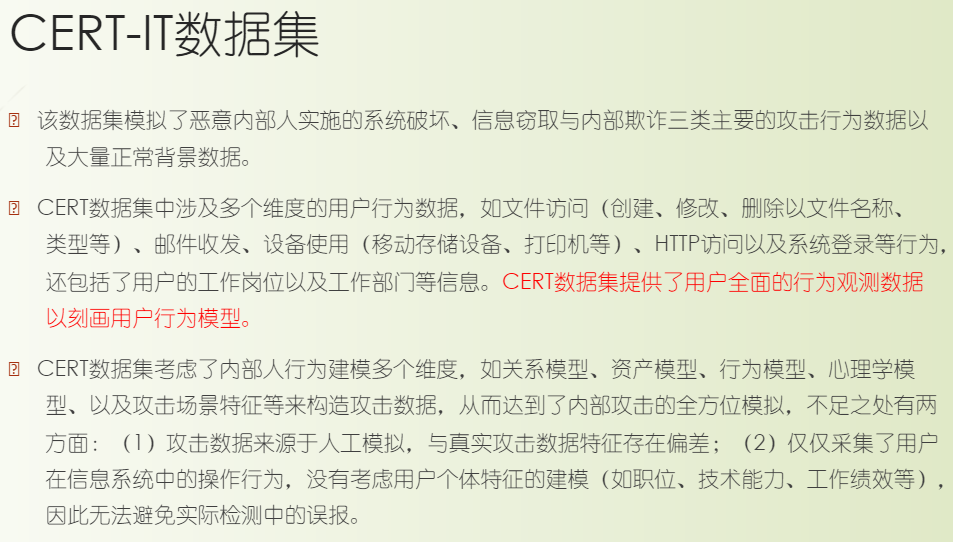 CERT-IT数据集
该数据集模拟了恶意内部人实施的系统破坏、信息窃取与内部欺诈三类主要的攻击行为数据以
及大量正常背景数据。
CERT数据集中涉及多个维度的用户行为数据，如文件访问（创建、修改、删除以文件名称、
类型等）、邮件收发、设备使用（移动存储设备、打印机等）、HTTP访问以及系统登录等行为，
还包括了用户的工作岗位以及工作部门等信息。CERT数据集提供了用户全面的行为观测数据
以刻画用户行为模型。
CERT数据集考虑了内部人行为建模多个维度，如关系模型、资产模型、行为模型、心理学模
型、以及攻击场景特征等来构造攻击数据，从而达到了内部攻击的全方位模拟，不足之处有两
方面：（1）攻击数据来源于人工模拟，与真实攻击数据特征存在偏差；（2）仅仅采集了用户
在信息系统中的操作行为，没有考虑用户个体特征的建模（如职位、技术能力、工作绩效等），
因此无法避免实际检测中的误报。